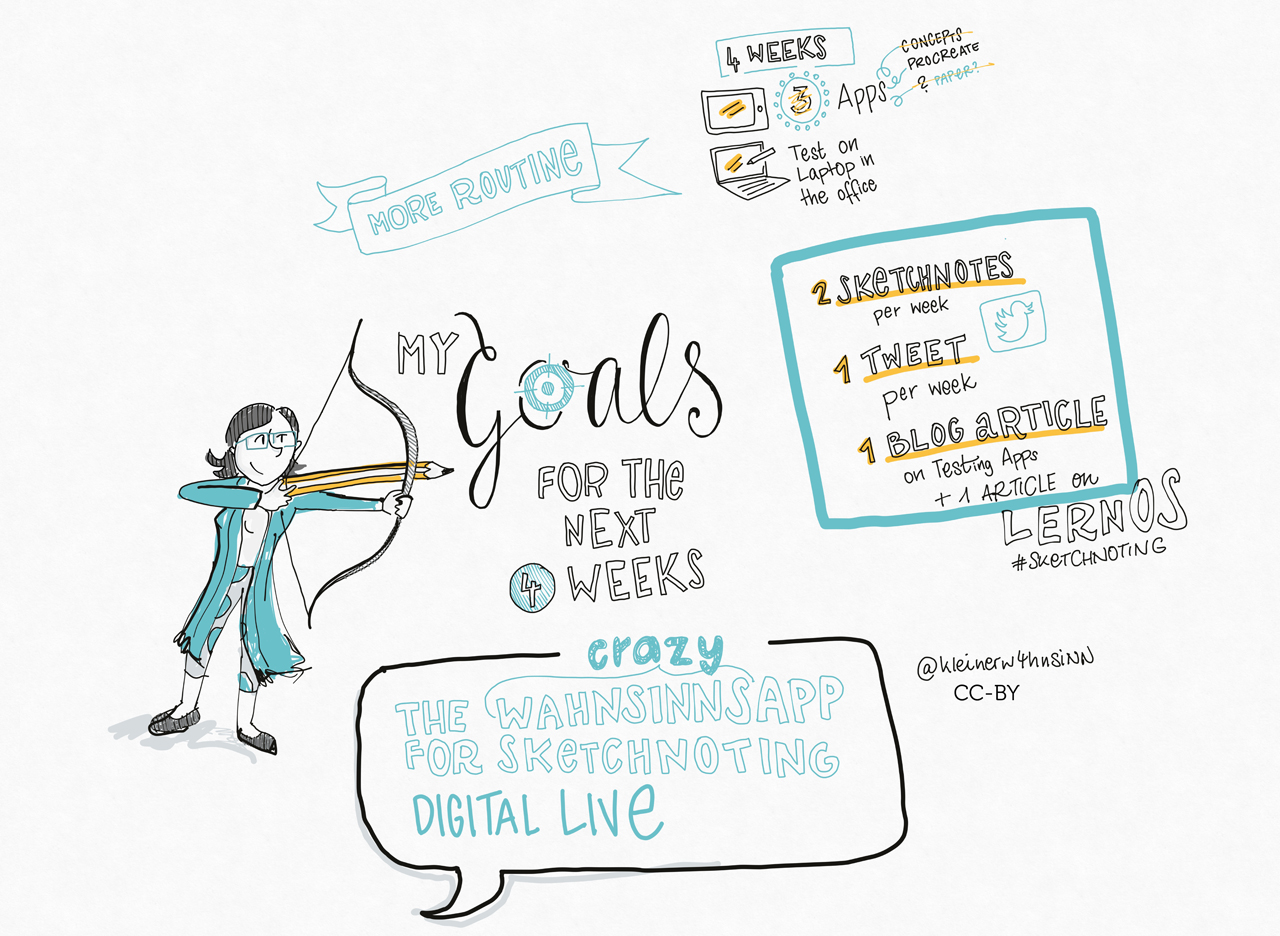 4 WEEKS
3 Apps
CONCEPTS
PROCREATE
? PAPER?
Test on
Laptop in
the office
MORE ROUTINE
2 SKETCHNOTES
per week
1 TWEET
per week
1 BLOG ARTICLE
on Testing Apps
+ 1 ARTICLE on
LERNOS
#SKETCHNOTING
MY Goals
FOR THE
NEXT
4 WEEKS
crazy
THE WAHNSINNSAPP
FOR SKETCHNOTING
DIGITAL LIVE
@kleinerw4hnsinn
CC-BY